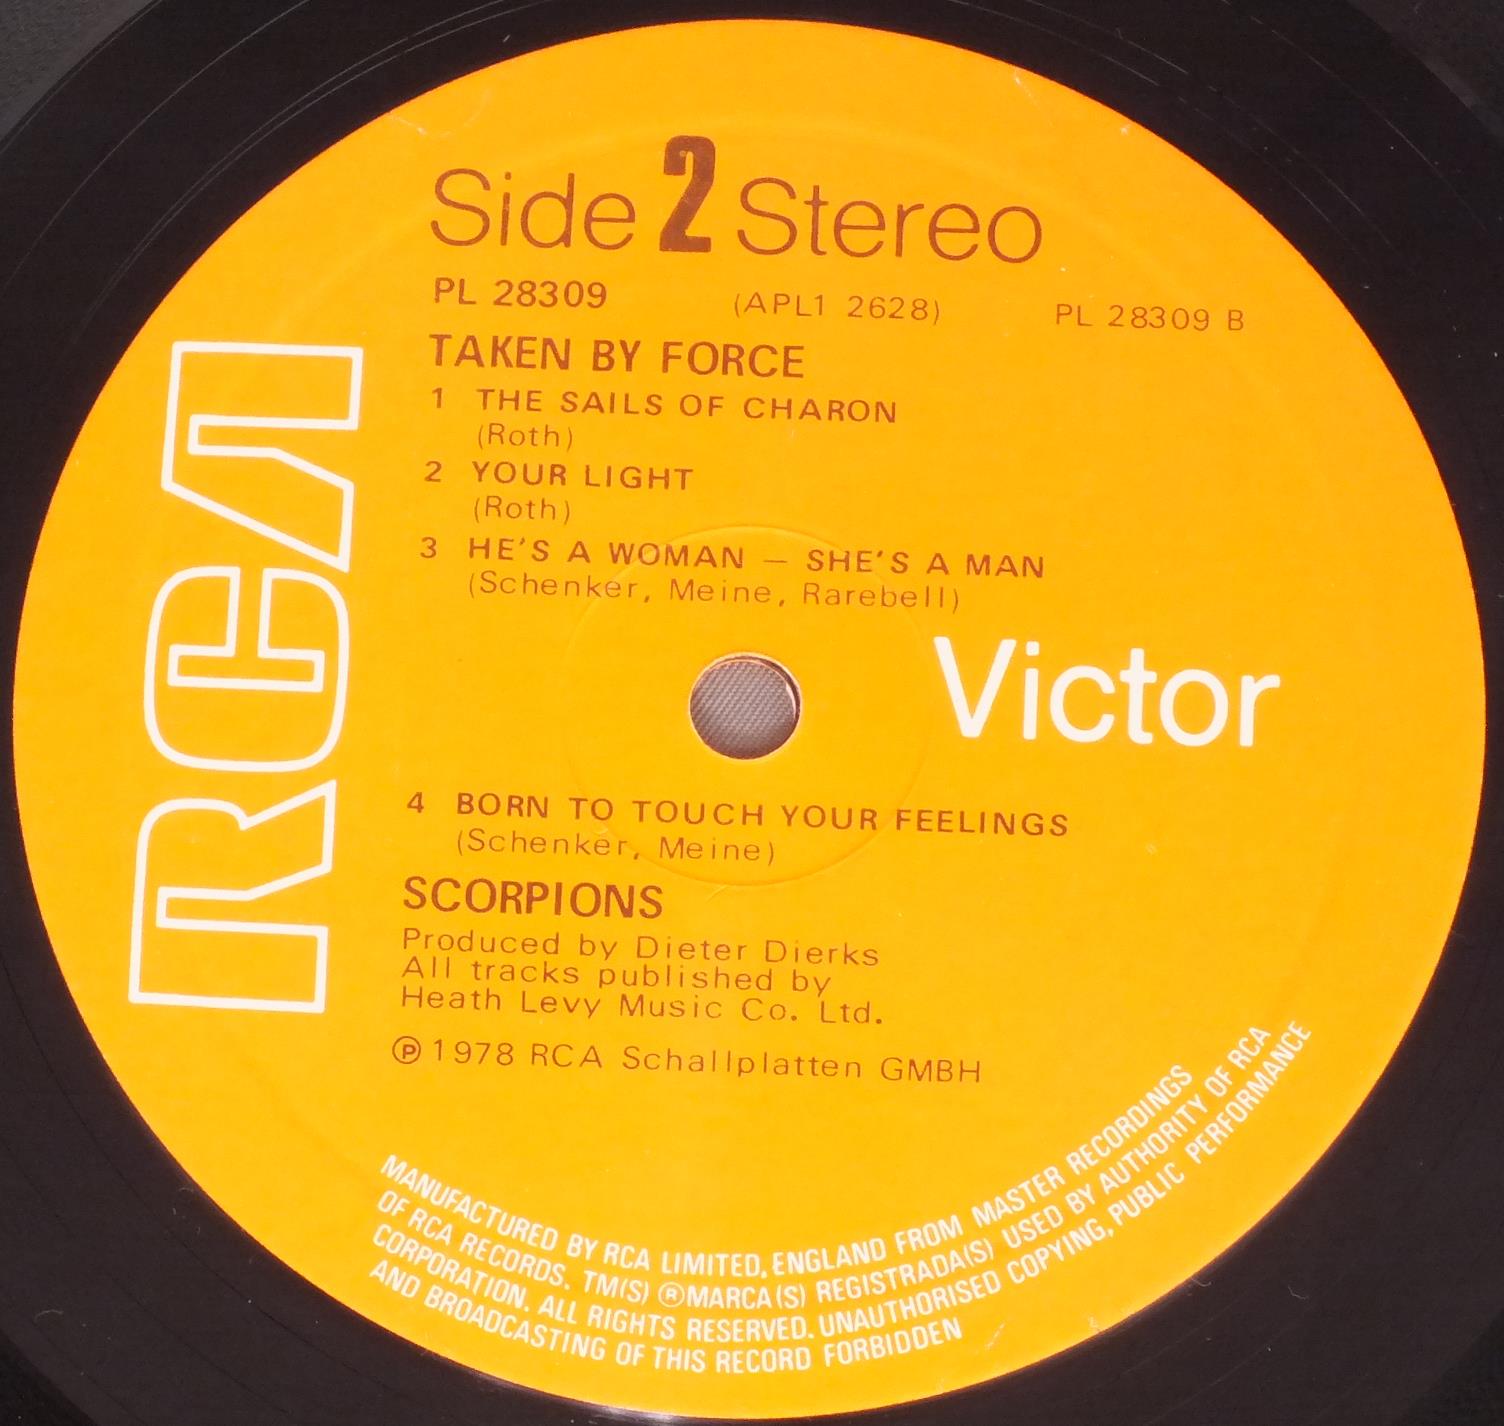 Side 2 Stereo
PL 28309 (APL1 2628) PL 28309 B
TAKEN BY FORCE
1 THE SAILS OF CHARON
(Roth)
2 YOUR LIGHT
(Roth)
3 HE'S A WOMAN — SHE'S A MAN
(Schenker, Meine, Rarebell)
RCA
Victor
4 BORN TO TOUCH YOUR FEELINGS
(Schenker, Meine)
SCORPIONS
Produced by Dieter Dierks
All tracks published by
Heath Levy Music Co. Ltd.
℗ 1978 RCA Schallplatten GMBH
MANUFACTURED BY RCA LIMITED, ENGLAND FROM MASTER RECORDINGS
OF RCA RECORDS. TM(S) ® MARCA(S) REGISTRADA(S) USED BY AUTHORITY OF RCA
CORPORATION. ALL RIGHTS RESERVED. UNAUTHORISED COPYING, PUBLIC PERFORMANCE
AND BROADCASTING OF THIS RECORD FORBIDDEN